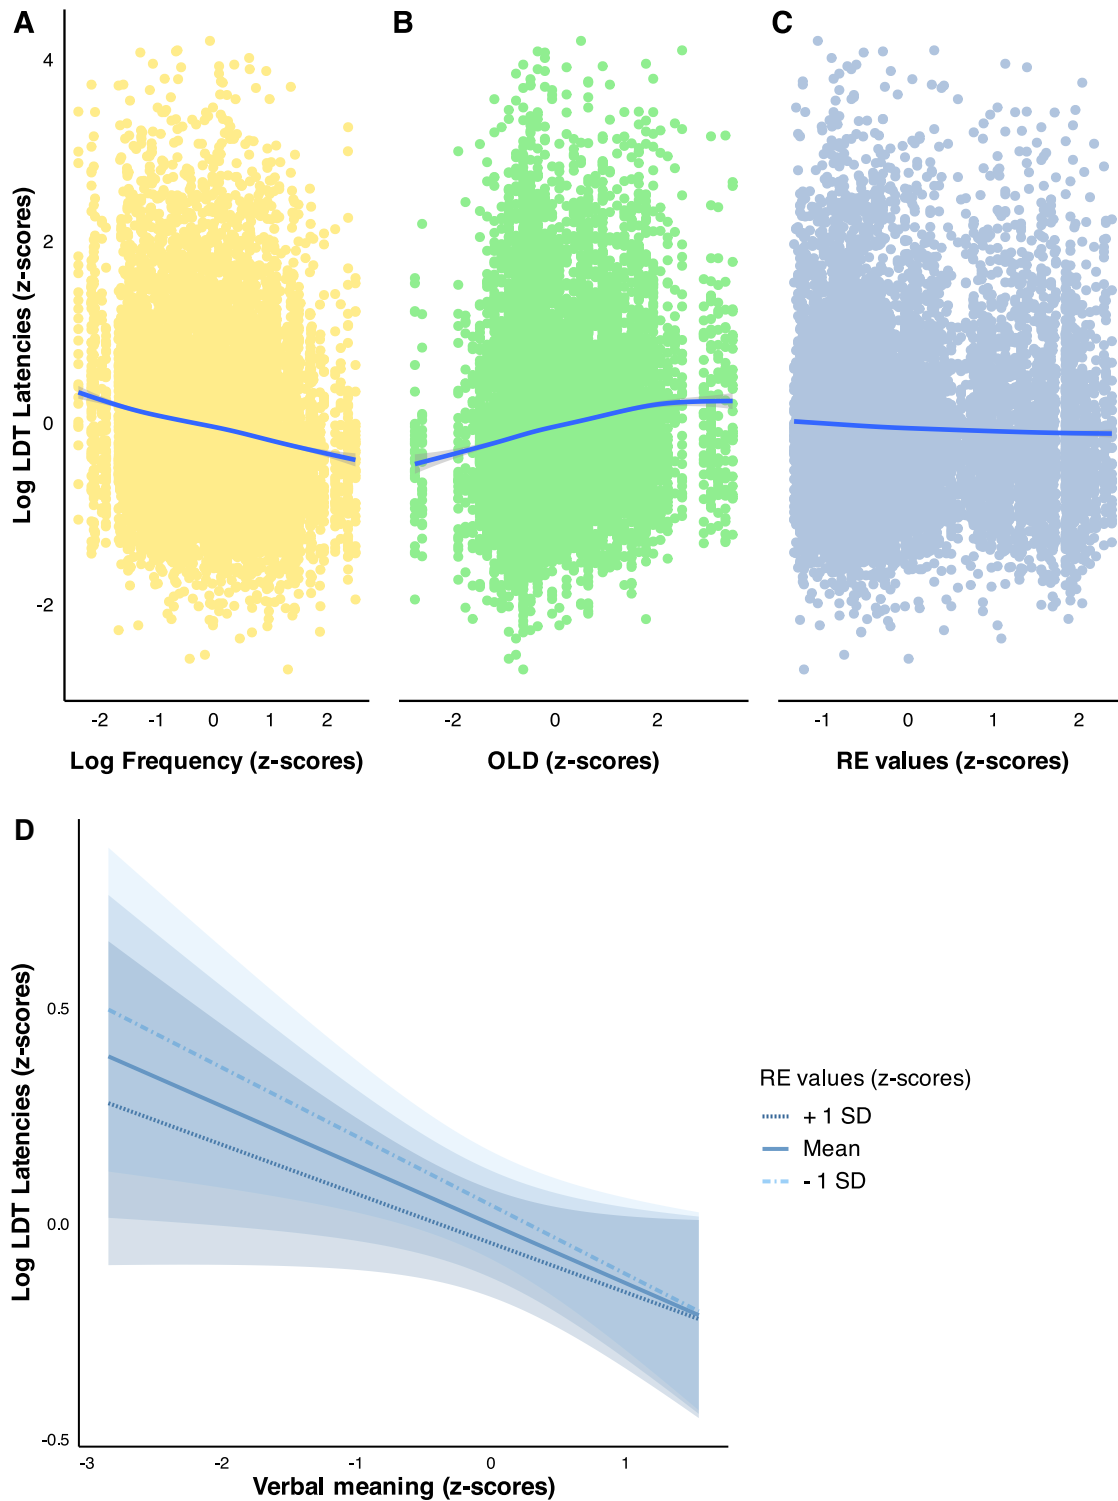 A
B
C
4
2
0
-2
Log LDT Latencies (z-scores)
-2 -1 0 1 2
-2 0 2
-1 0 1 2
Log Frequency (z-scores)
OLD (z-scores)
RE values (z-scores)
D
0.5
0.0
-0.5
Log LDT Latencies (z-scores)
-3 -2 -1 0 1
Verbal meaning (z-scores)
RE values (z-scores)
+ 1 SD
Mean
- 1 SD